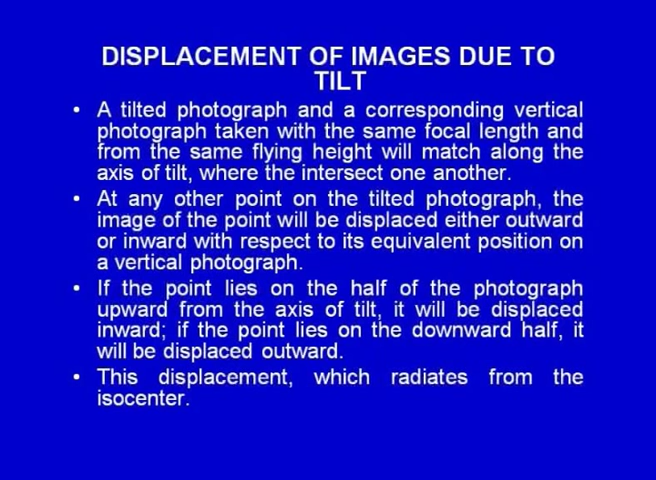 DISPLACEMENT OF IMAGES DUE TO
TILT
• A tilted photograph and a corresponding vertical
photograph taken with the same focal length and
from the same flying height will match along the
axis of tilt, where the intersect one another.
• At any other point on the tilted photograph, the
image of the point will be displaced either outward
or inward with respect to its equivalent position on
a vertical photograph.
• If the point lies on the half of the photograph
upward from the axis of tilt, it will be displaced
inward; if the point lies on the downward half, it
will be displaced outward.
• This displacement, which radiates from the
isocenter.